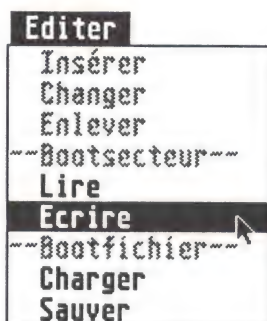 Editer
Insérer
Changer
Enlever
~~Bootsecteur~~
Lire
Ecrire
~~Bootfichier~~
Charger
Sauver